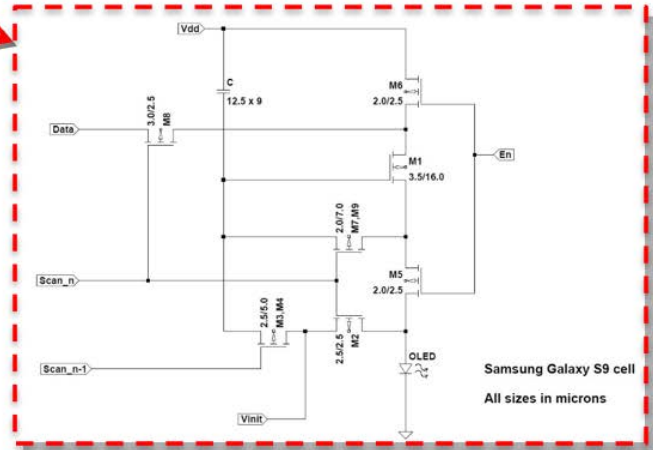 Vdd
C
12.5 x 9
M6
2.0/2.5
3.0/2.5
M8
Data
En
M1
3.5/16.0
2.0/7.0
M7,M9
Scan_n
M5
2.0/2.5
2.5/5.0
M3,M4
2.5/2.5
M2
OLED
Scan_n-1
Samsung Galaxy S9 cell
All sizes in microns
Vinit